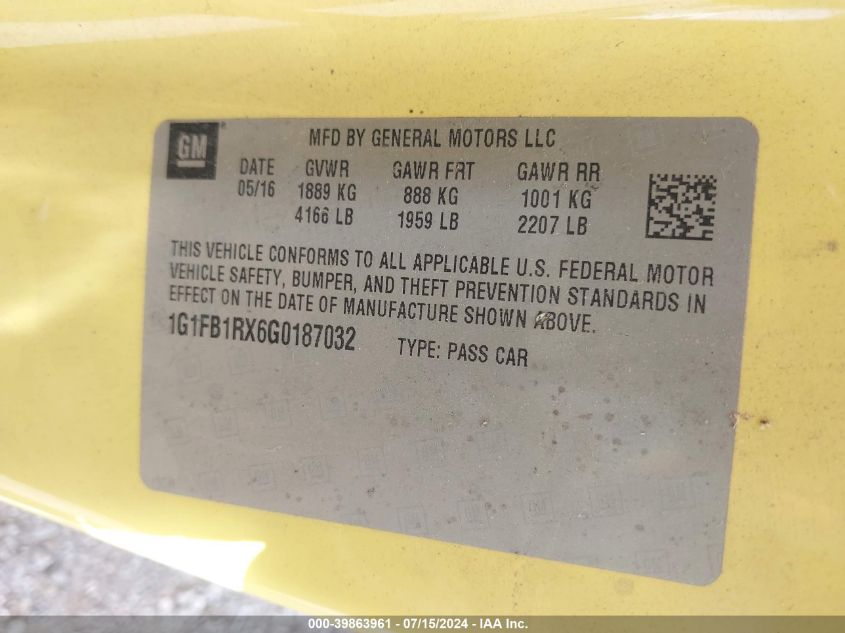 GM
MFD BY GENERAL MOTORS LLC
DATE GVWR GAWR FRT GAWR RR
05/16 1889 KG 888 KG 1001 KG
4166 LB 1959 LB 2207 LB
THIS VEHICLE CONFORMS TO ALL APPLICABLE U.S. FEDERAL MOTOR
VEHICLE SAFETY, BUMPER, AND THEFT PREVENTION STANDARDS IN
EFFECT ON THE DATE OF MANUFACTURE SHOWN ABOVE.
1G1FB1RX6G0187032 TYPE: PASS CAR
000-39863961 - 07/15/2024 - IAA Inc.